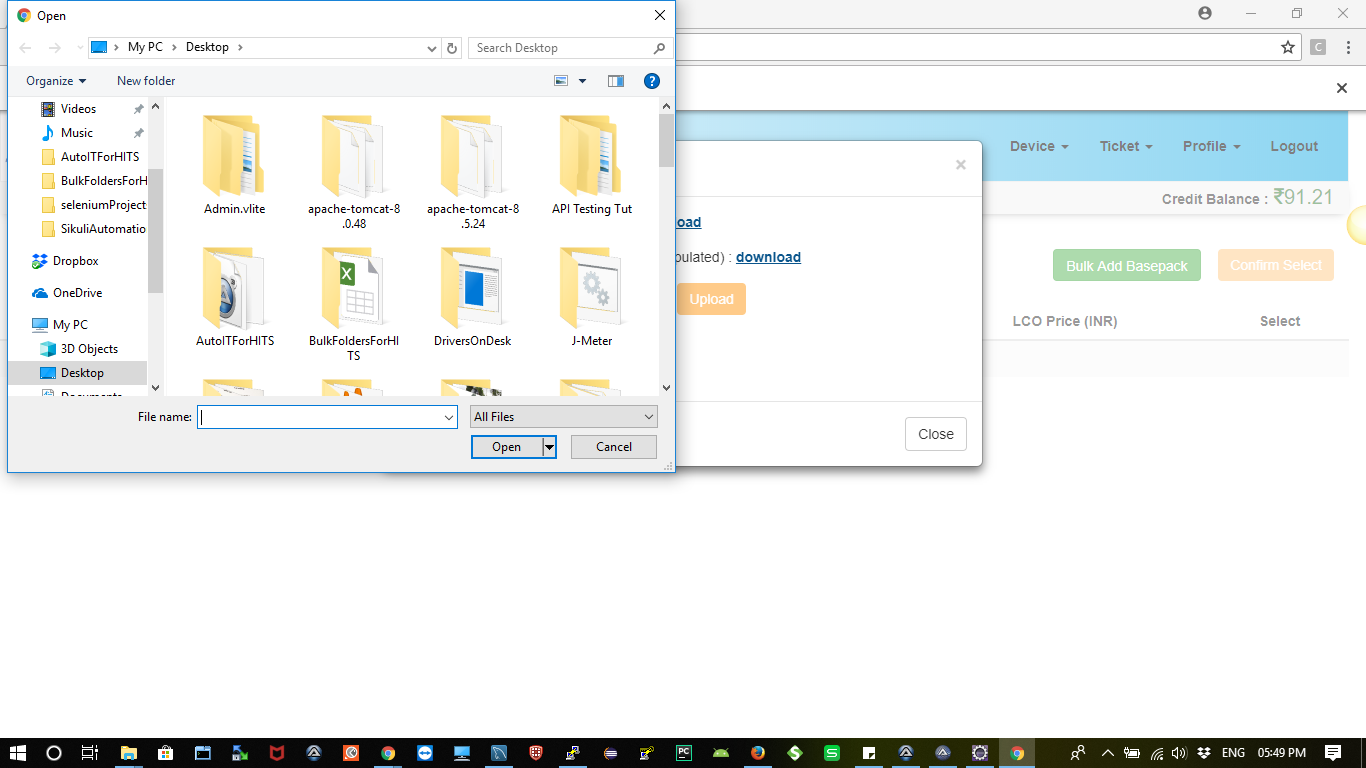 Open
My PC
Desktop
Search Desktop
Organize
New folder
?
Videos
Music
AutoITForHITS
BulkFoldersForH
seleniumProject
SikuliAutomatio
Dropbox
OneDrive
My PC
3D Objects
Desktop
Admin.vlite
apache-tomcat-8
.0.48
apache-tomcat-8
.5.24
API Testing Tut
AutoITForHITS
BulkFoldersForHI
TS
DriversOnDesk
J-Meter
File name:
All Files
Open
Cancel
C
Device
Ticket
Profile
Logout
Credit Balance : ₹91.21
oad
pulated) : download
Upload
Close
Bulk Add Basepack
Confirm Select
LCO Price (INR)
Select
ENG
05:49 PM